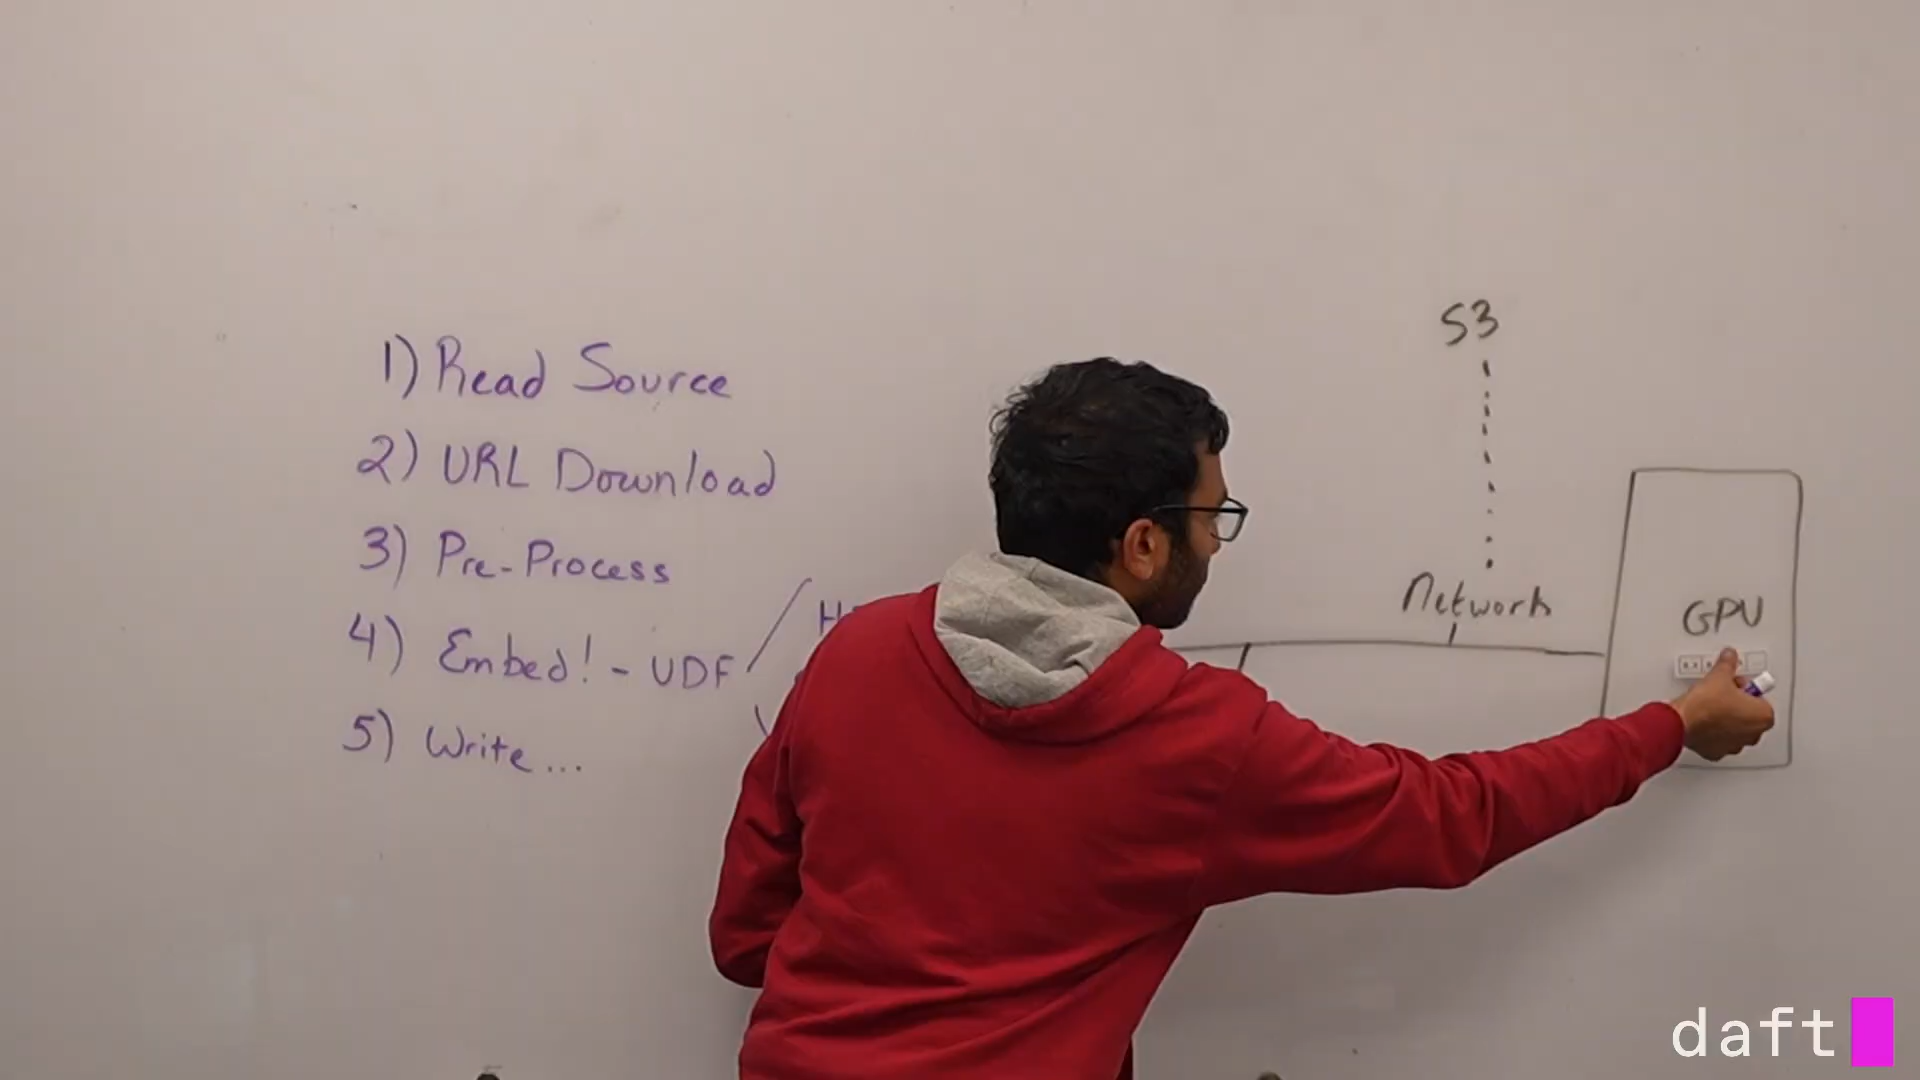 1) Read Source
2) URL Download
3) Pre-Process
4) Embed! - UDF
5) Write...
S3
Network
GPU
daft